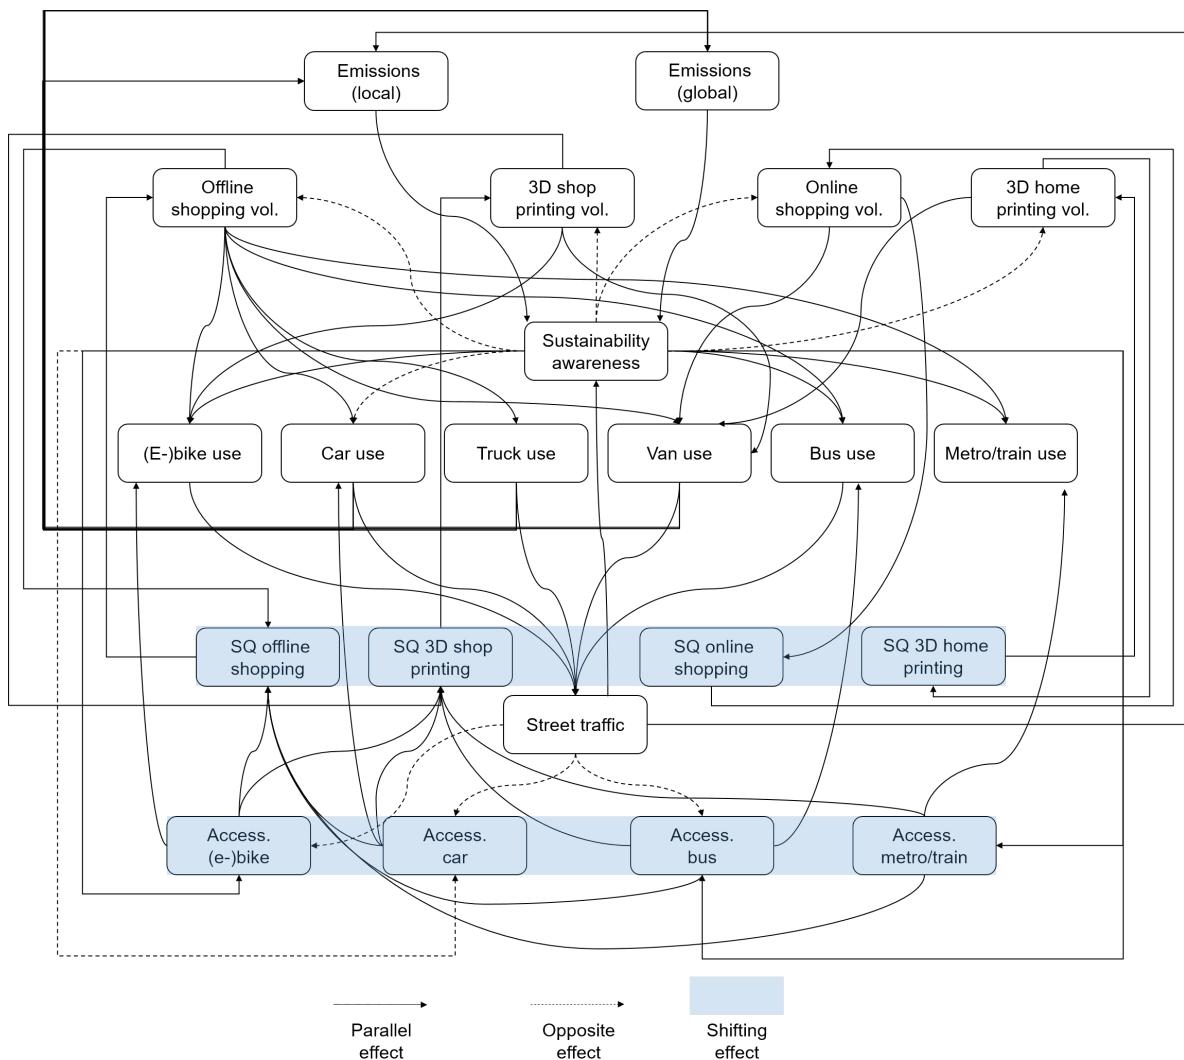 Emissions
(local)
Emissions
(global)
Offline
shopping vol.
3D shop
printing vol.
Online
shopping vol.
3D home
printing vol.
Sustainability
awareness
(E-)bike use
Car use
Truck use
Van use
Bus use
Metro/train use
SQ offline
shopping
SQ 3D shop
printing
SQ online
shopping
SQ 3D home
printing
Street traffic
Access.
(e-)bike
Access.
car
Access.
bus
Access.
metro/train
Parallel
effect
Opposite
effect
Shifting
effect